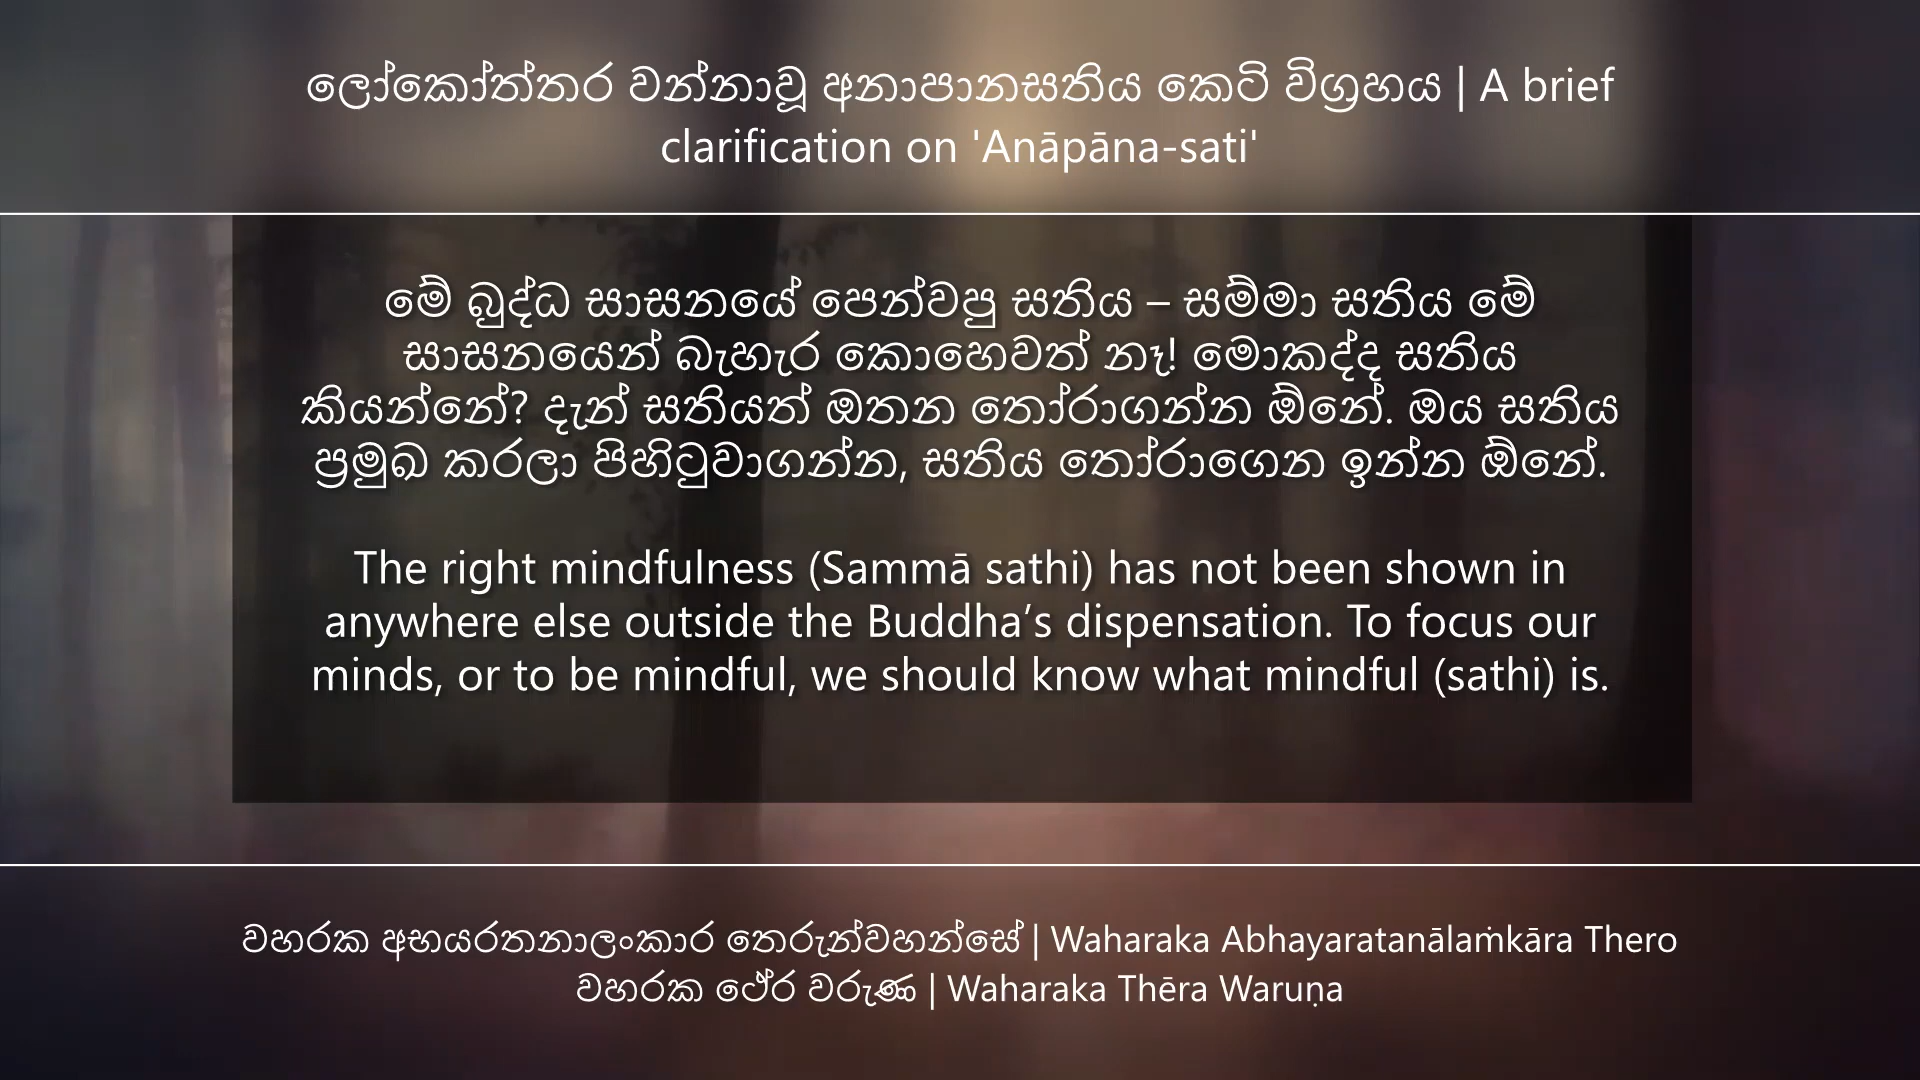 ලෝකෝත්තර වන්නාවූ අනාපානසතිය කෙටි විග්‍රහය | A brief
clarification on 'Anāpāna-sati'
මේ බුද්ධ සාසනයේ පෙන්වපු සතිය – සම්මා සතිය මේ
සාසනයෙන් බැහැර කොහෙවත් නෑ! මොකද්ද සතිය
කියන්නේ? දැන් සතියත් ඔතන තෝරාගන්න ඕනේ. ඔය සතිය
ප්‍රමුඛ කරලා පිහිටුවාගන්න, සතිය තෝරාගෙන ඉන්න ඕනේ.
The right mindfulness (Sammā sathi) has not been shown in
anywhere else outside the Buddha’s dispensation. To focus our
minds, or to be mindful, we should know what mindful (sathi) is.
වහරක අභයරතනාලංකාර තෙරුන්වහන්සේ | Waharaka Abhayaratanālaṁkāra Thero
වහරක ථේර වරුණ | Waharaka Thēra Waruṇa